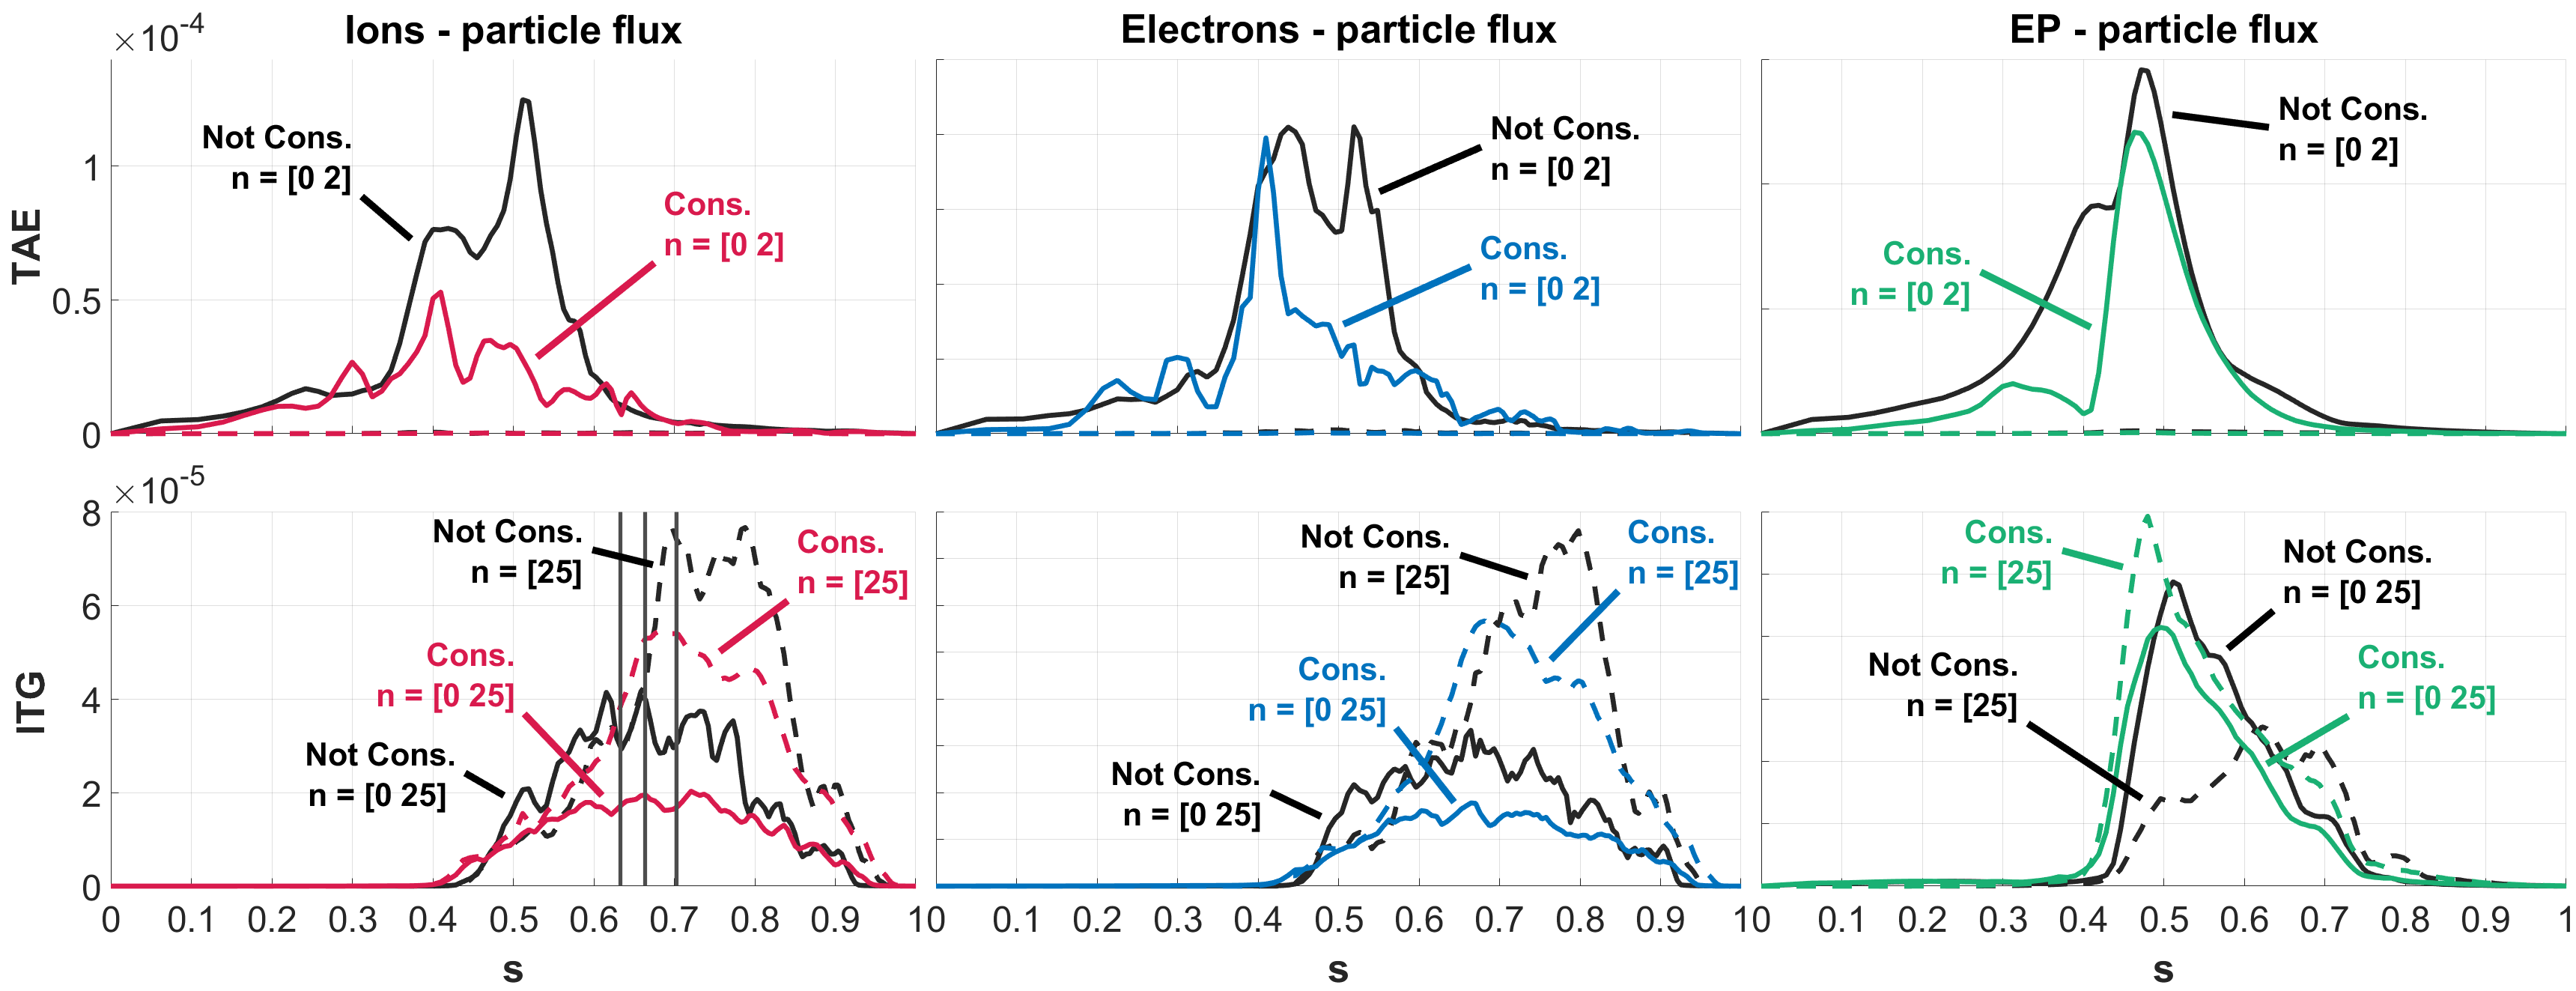 Ions - particle flux
Electrons - particle flux
EP - particle flux
TAE
×10⁻⁴
1
0.5
0
Not Cons.
n = [0 2]
Cons.
n = [0 2]
Not Cons.
n = [0 2]
Cons.
n = [0 2]
Not Cons.
n = [0 2]
Cons.
n = [0 2]
ITG
×10⁻⁵
8
6
4
2
0
Not Cons.
n = [25]
Cons.
n = [25]
Cons.
n = [0 25]
Not Cons.
n = [0 25]
Not Cons.
n = [25]
Cons.
n = [25]
Cons.
n = [0 25]
Not Cons.
n = [0 25]
Cons.
n = [25]
Not Cons.
n = [0 25]
Not Cons.
n = [25]
Cons.
n = [0 25]
0 0.1 0.2 0.3 0.4 0.5 0.6 0.7 0.8 0.9 1
0 0.1 0.2 0.3 0.4 0.5 0.6 0.7 0.8 0.9 1
0 0.1 0.2 0.3 0.4 0.5 0.6 0.7 0.8 0.9 1
s
s
s